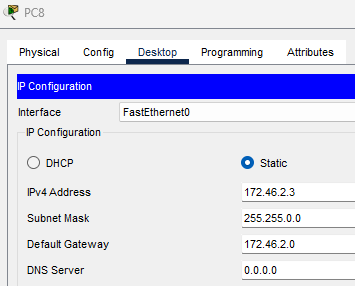 PC8
Physical Config Desktop Programming Attributes
IP Configuration
Interface FastEthernet0
IP Configuration
DHCP Static
IPv4 Address 172.46.2.3
Subnet Mask 255.255.0.0
Default Gateway 172.46.2.0
DNS Server 0.0.0.0